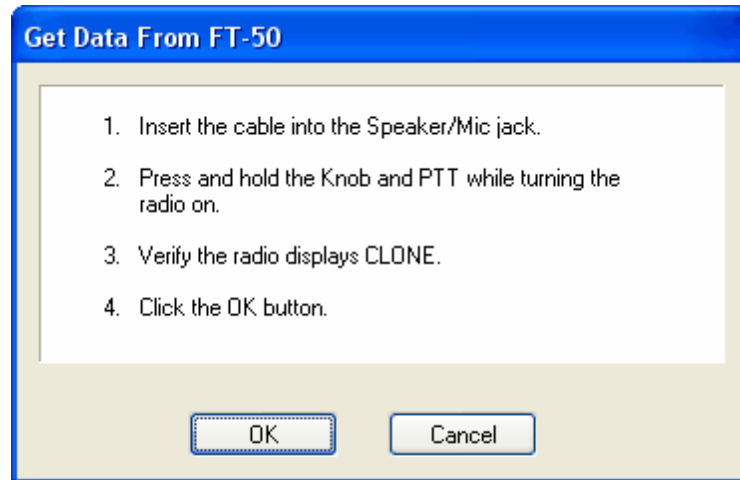 Get Data From FT-50
1. Insert the cable into the Speaker/Mic jack.
2. Press and hold the Knob and PTT while turning the
radio on.
3. Verify the radio displays CLONE.
4. Click the OK button.
OK
Cancel